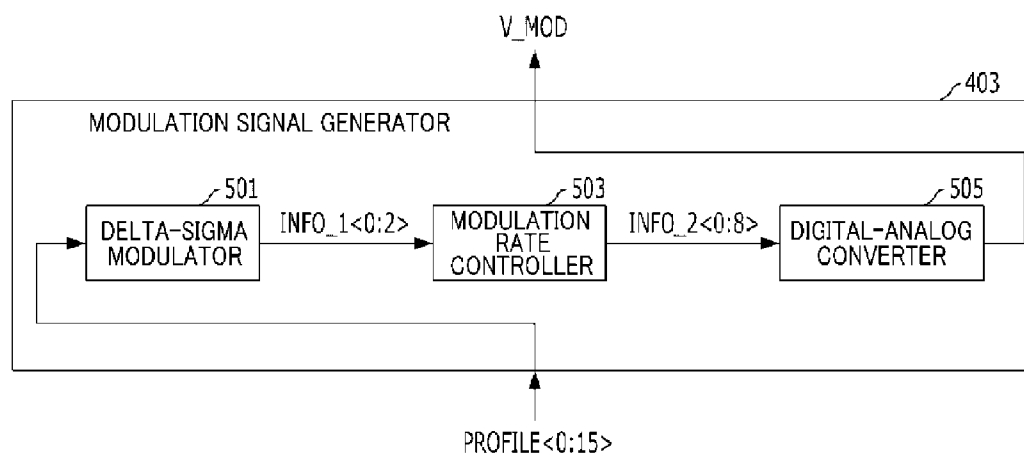 V_MOD
403
MODULATION SIGNAL GENERATOR
501
DELTA-SIGMA
MODULATOR
INFO_1<0:2>
503
MODULATION
RATE
CONTROLLER
INFO_2<0:8>
505
DIGITAL-ANALOG
CONVERTER
PROFILE<0:15>